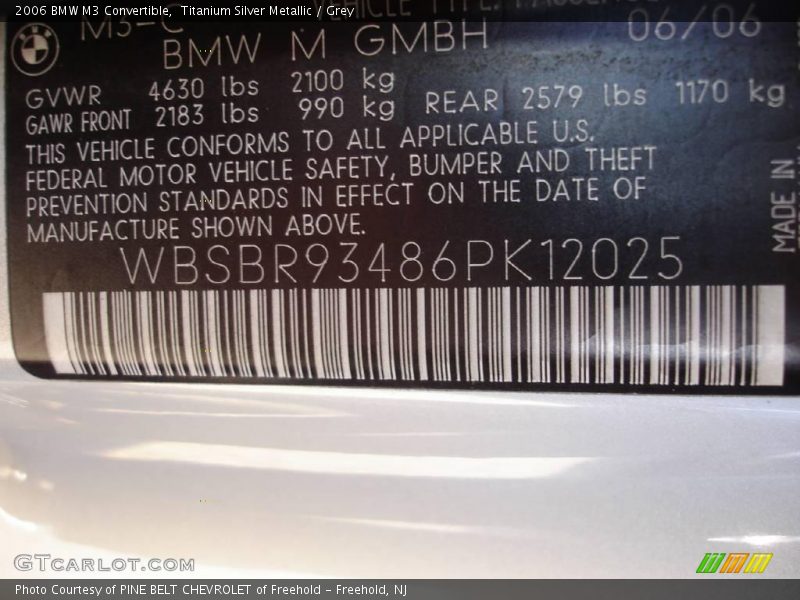 2006 BMW M3 Convertible, Titanium Silver Metallic / Grey
M3-C VEHICLE TYPE:
06/06
BMW M GMBH
GVWR 4630 lbs 2100 kg
GAWR FRONT 2183 lbs 990 kg REAR 2579 lbs 1170 kg
THIS VEHICLE CONFORMS TO ALL APPLICABLE U.S.
FEDERAL MOTOR VEHICLE SAFETY, BUMPER AND THEFT
PREVENTION STANDARDS IN EFFECT ON THE DATE OF
MANUFACTURE SHOWN ABOVE.
MADE IN
WBSBR93486PK12025
GTCARLOT.COM
Photo Courtesy of PINE BELT CHEVROLET of Freehold - Freehold, NJ